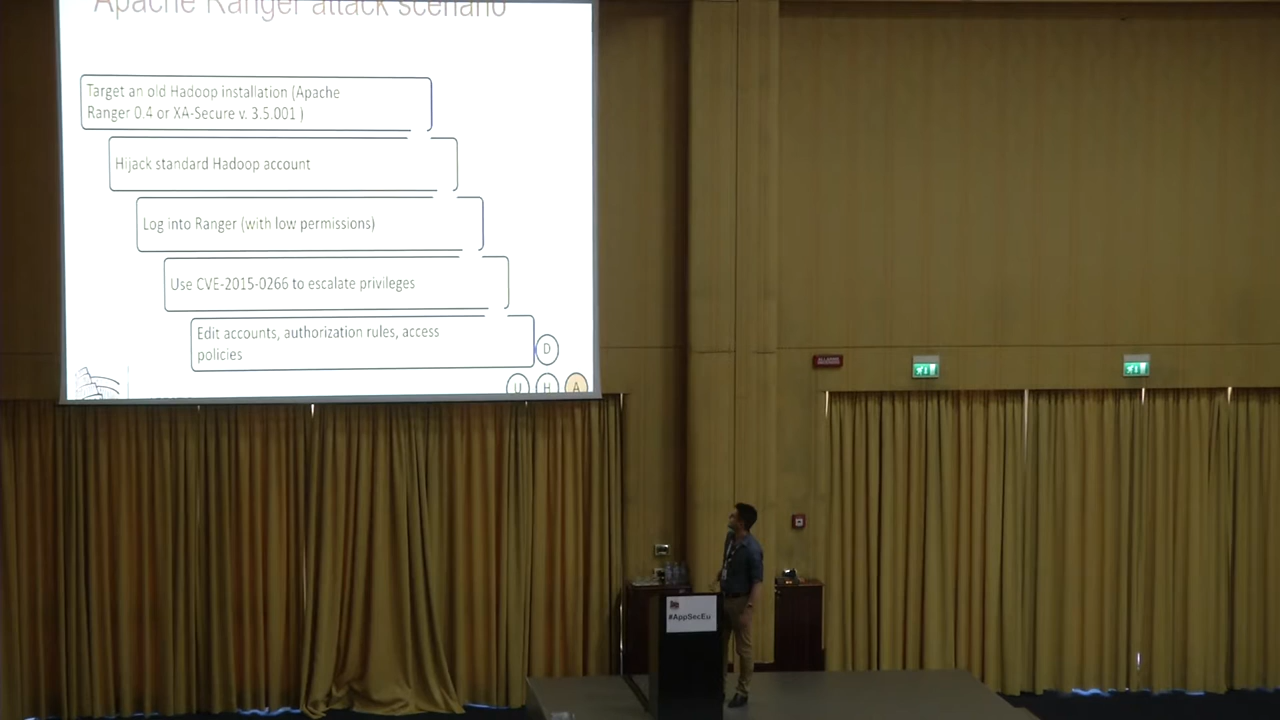 Apache Ranger attack scenario
Target an old Hadoop installation (Apache
Ranger 0.4 or XA-Secure v. 3.5.001 )
Hijack standard Hadoop account
Log into Ranger (with low permissions)
Use CVE-2015-0266 to escalate privileges
Edit accounts, authorization rules, access
policies
D
U H A
#AppSecEu